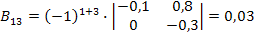 B₁₃ = (−1)¹⁺³ · |−0,1 0,8
0 −0,3| = 0,03